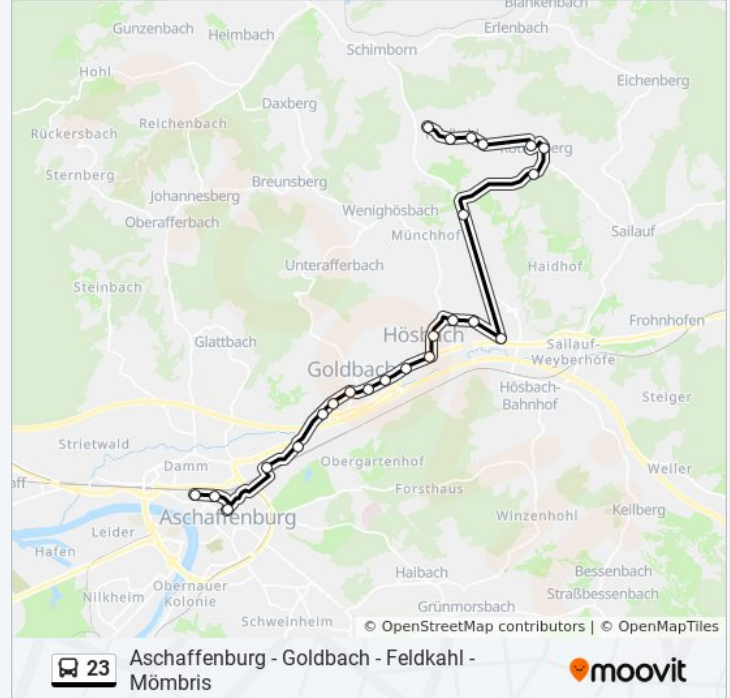 Blankenbach
Gunzenbach
Heimbach
Erlenbach
Schimborn
Hohl
Eichenberg
Daxberg
Rückersbach
Reichenbach
Sternberg
Breunsberg
Johannesberg
Wenighösbach
Oberafferbach
Münchhof
Sailauf
Unterafferbach
Haidhof
Steinbach
Frohnhofen
Glattbach
Hösbach
Sailauf-
Weyberhöfe
Goldbach
Hösbach-
Bahnhof
Steiger
Strietwald
Damm
Obergartenhof
Weiler
aff
Forsthaus
Aschaffenburg
Winzenhohl
Keilberg
Leider
Hafen
Haibach
Bessenbach
Obernauer
Kolonie
Straßbessenbach
Nilkheim
Grünmorsbach
Schweinheim
© OpenStreetMap contributors | © OpenMapTiles
23
Aschaffenburg - Goldbach - Feldkahl -
Mömbris
moovit